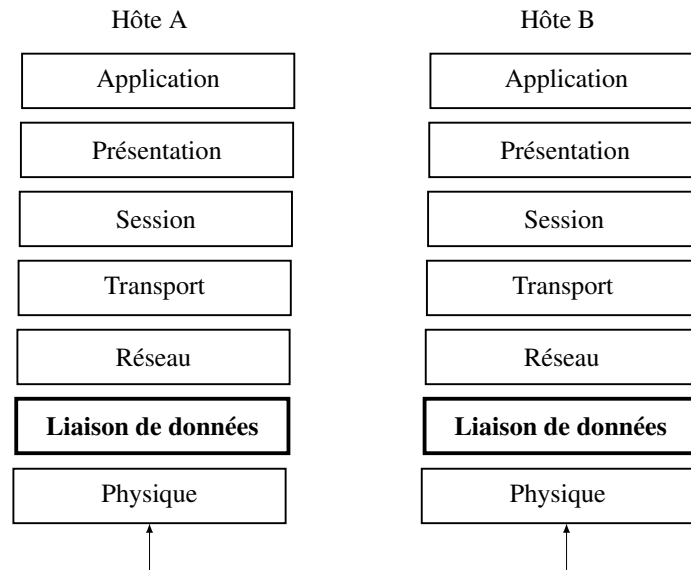 Hôte A Hôte B
Application Application
Présentation Présentation
Session Session
Transport Transport
Réseau Réseau
Liaison de données Liaison de données
Physique Physique